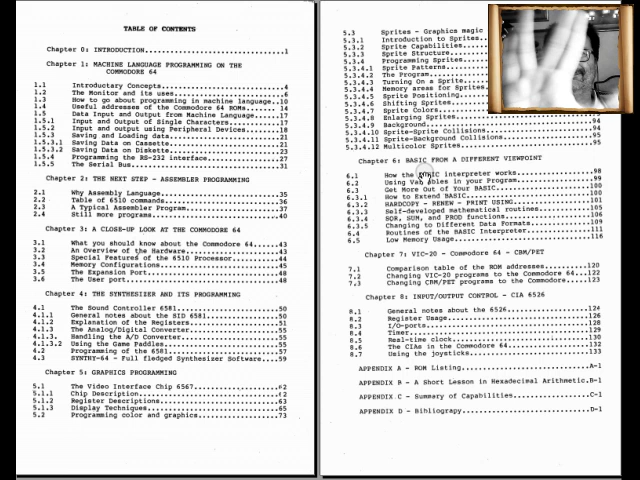 TABLE OF CONTENTS
Chapter 0: INTRODUCTION...............................1
Chapter 1: MACHINE LANGUAGE PROGRAMMING ON THE
COMMODORE 64
1.1 Introductory Concepts.........................4
1.2 The Monitor and its uses......................6
1.3 How to go about programming in machine language..10
1.4 Useful addresses of the Commodore 64 ROMs.... 14
1.5 Data Input and Output from Machine Language......17
1.5.1 Input and Output of Single Characters............17
1.5.2 Input and output using Peripheral Devices........18
1.5.3 Saving and Loading data..........................21
1.5.3.1 Saving Data on Cassette..........................21
1.5.3.2 Saving Data on Diskette..........................23
1.5.4 Programming the RS-232 interface.................27
1.5.5 The Serial Bus...................................31
Chapter 2: THE NEXT STEP - ASSEMBLER PROGRAMMING
2.1 Why Assembly Language............................35
2.2 Table of 6510 commands...........................36
2.3 A Typical Assembler Program......................37
2.4 Still more programs..............................40
Chapter 3: A CLOSE-UP LOOK AT THE COMMODORE 64
3.1 What you should know about the Commodore 64......43
3.2 An Overview of the Hardware......................43
3.3 Special Features of the 6510 Processor...........44
3.4 Memory Configurations............................45
3.5 The Expansion Port...............................48
3.6 The User port....................................48
Chapter 4: THE SYNTHESIZER AND ITS PROGRAMMING
4.1 The Sound Controller 6581........................50
4.1.1 General notes about the SID 6581.................50
4.1.2 Explanation of the Registers.....................51
4.1.3 The Analog/Digital Converter.....................55
4.1.3. Handling the A/D Converter.......................55
4.1.3.2 Using the Game Paddles...........................55
4.2 Programming of the 6581..........................57
4.3 SYNTHY-64 - Full fledged Synthesizer Software....59
Chapter 5: GRAPHICS PROGRAMMING
5.1 The Video Interface Chip 6567....................
5.1.1 Chip Description.................................
5.1.2 Register Descriptions............................63
5.1.3 Display Techniques...............................65
5.2 Programming color and graphics...................73
5.3 Sprites - Graphics magic
5.3.1 Introduction to Sprites..
5.3.2 Sprite Capabilities......
5.3.3 Sprite Structure.........
5.3.4 Programming Sprites......
5.3.4.1 Sprite Patterns..........
5.3.4.2 The Program..............
5.3.4.3 Turning On a Sprite......
5.3.4.4 Memory areas for Sprites.
5.3.4.5 Sprite Positioning.......
5.3.4.6 Shifting Sprites.........
5.3.4.7 Sprite Colors............
5.3.4.8 Enlarging Sprites................................94
5.3.4.9 Background.......................................94
5.3.4.10 Sprite-Sprite Collisions.........................94
5.3.4.11 Sprite-Background Collisions.....................95
5.3.4.12 Multicolor Sprites...............................95
Chapter 6: BASIC FROM A DIFFERENT VIEWPOINT
6.1 How the interpreter works..................98
6.2 Using Variables in your Program..................99
6.3 Get More Out of Your BASIC.......................100
6.3.1 How to Extend BASIC..............................100
6.3.2 HARDCOPY - RENEW - PRINT USING...................101
6.3.3 Self-developed mathematical routines.............105
6.3.4 SQR, SUM, and PROD functions.....................106
6.3.5 Changing to Different Data Formats...............109
6.4 Routines of the BASIC Interpreter................111
6.5 Low Memory Usage.................................116
Chapter 7: VIC-20 - Commodore 64 - CBM/PET
7.1 Comparison table of the ROM addresses............120
7.2 Changing VIC-20 programs to the Commodore 64.....122
7.3 Changing CBM/PET programs to the Commodore.......123
Chapter 8: INPUT/OUTPUT CONTROL - CIA 6526
8.1 General notes about the 6526.....................124
8.2 Register Usage...................................126
8.3 I/O-ports........................................128
8.4 Timer............................................129
8.5 Real-time clock..................................130
8.6 The CIAs in the Commodore 64.....................132
8.7 Using the joysticks..............................133
APPENDIX A - ROM Listing.............................A-1
APPENDIX B - A Short Lesson in Hexadecimal Arithmetic.B-1
APPENDIX C - Summary of Capabilities.................C-1
APPENDIX D - Bibliograpy.............................D-1